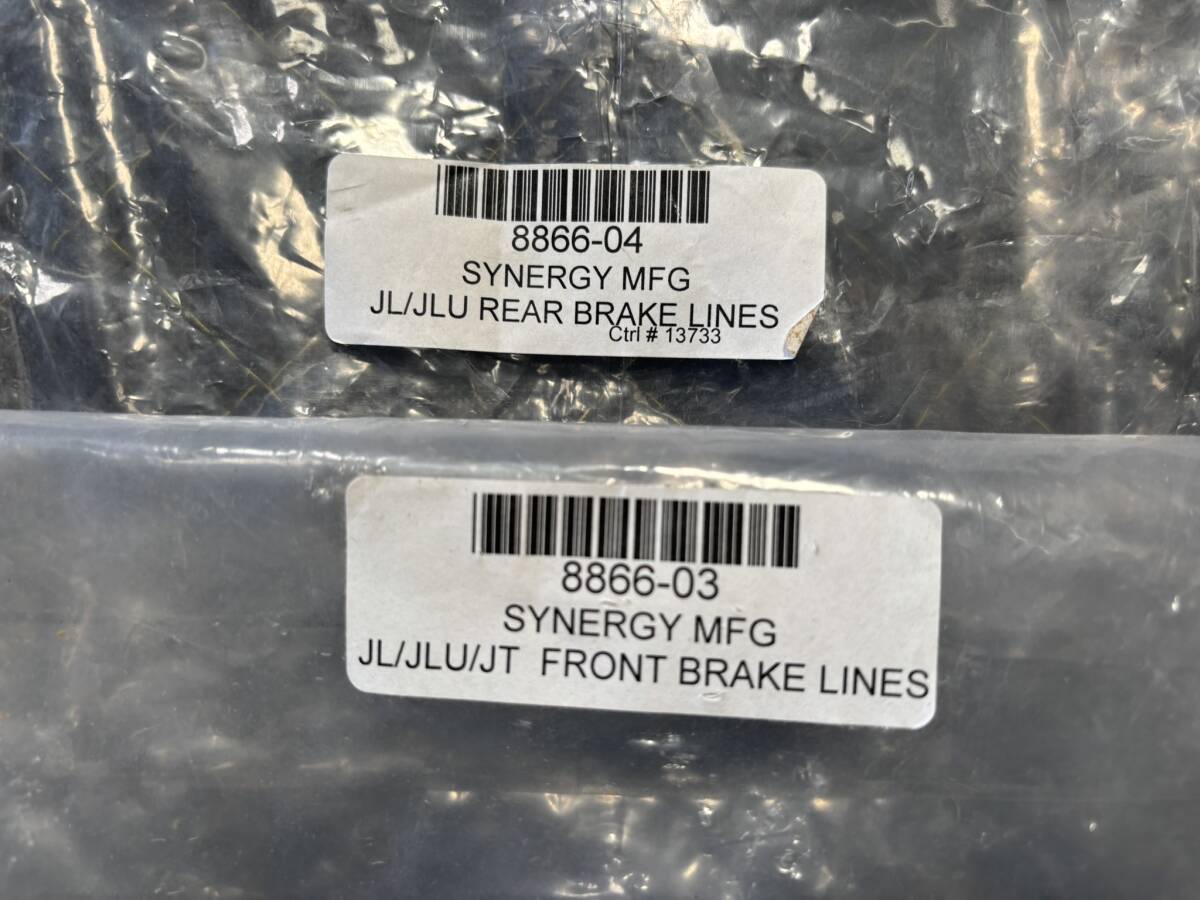 8866-04
SYNERGY MFG
JL/JLU REAR BRAKE LINES
Ctrl # 13733
8866-03
SYNERGY MFG
JL/JLU/JT FRONT BRAKE LINES